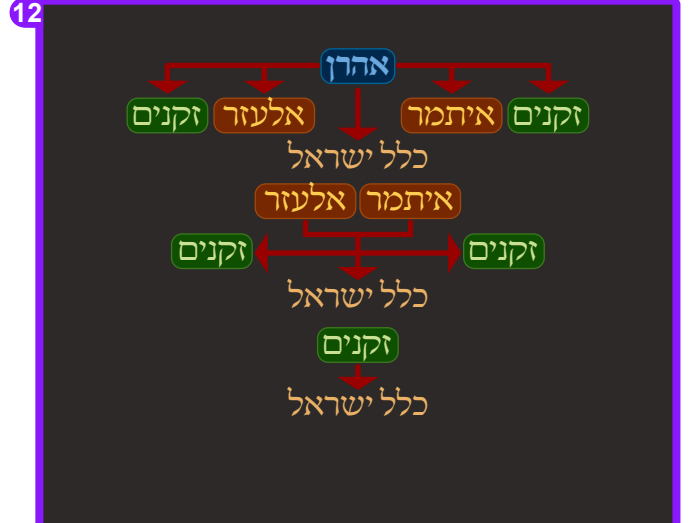 12
אהרן
זקנים איתמר אלעזר זקנים
כלל ישראל
איתמר אלעזר
זקנים זקנים
כלל ישראל
זקנים
כלל ישראל